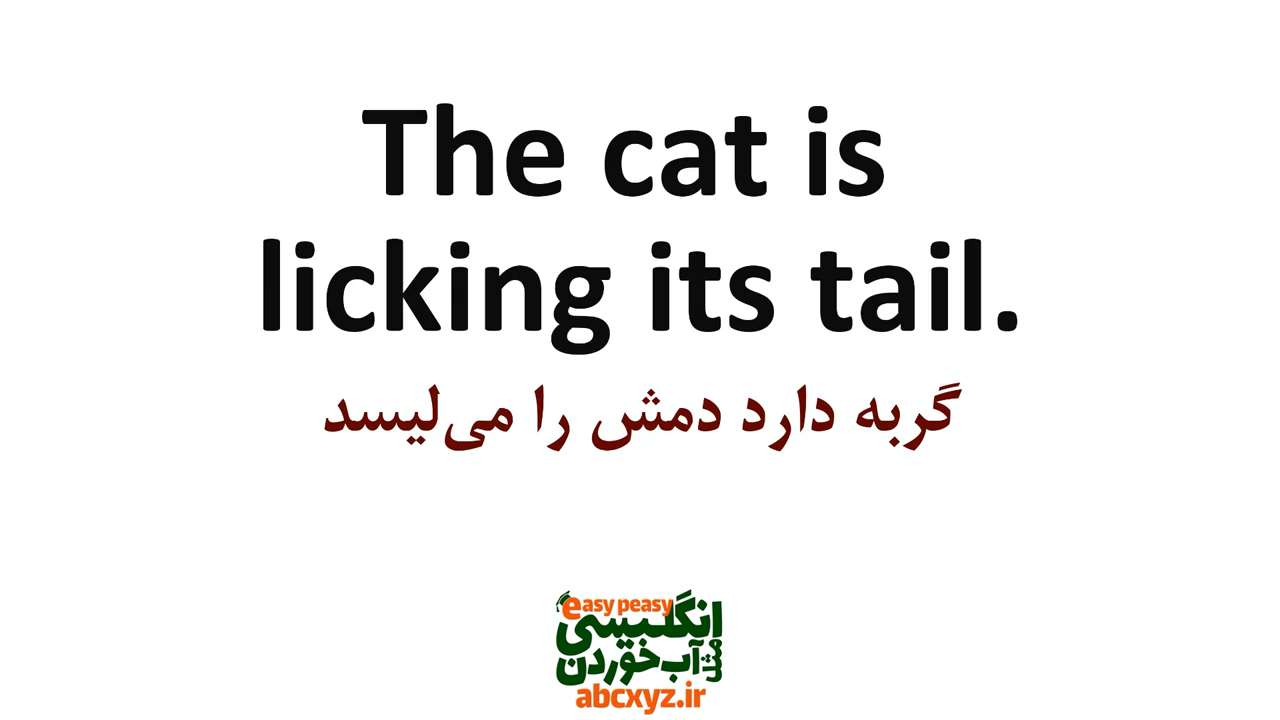 The cat is
licking its tail.
گربه دارد دمش را می‌لیسد
easy peasy
انگلیسی
مثل آب خوردن
abcxyz.ir